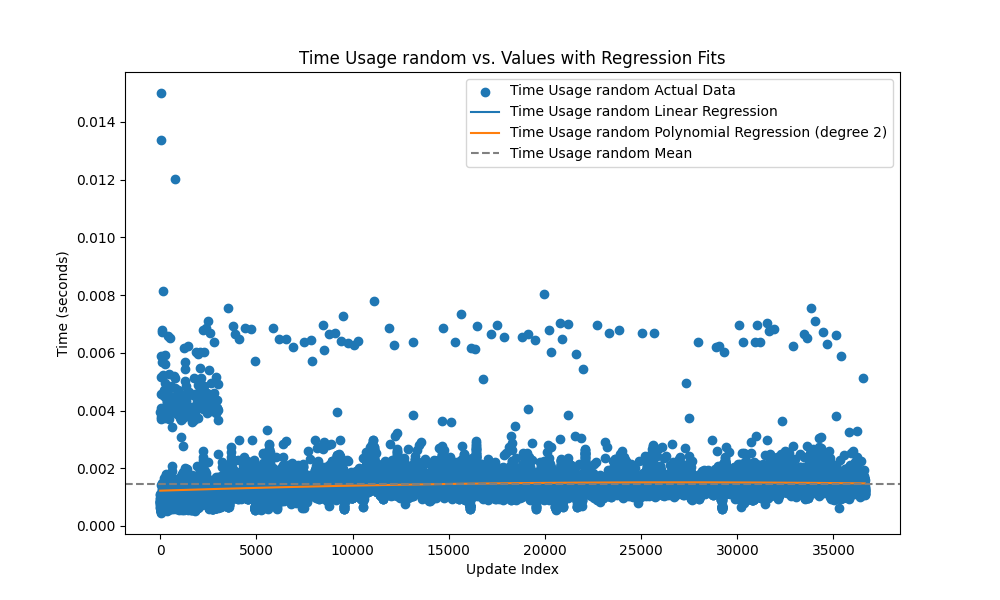 Time Usage random vs. Values with Regression Fits
Time Usage random Actual Data
Time Usage random Linear Regression
Time Usage random Polynomial Regression (degree 2)
Time Usage random Mean
Time (seconds)
0.014
0.012
0.010
0.008
0.006
0.004
0.002
0.000
0 5000 10000 15000 20000 25000 30000 35000
Update Index